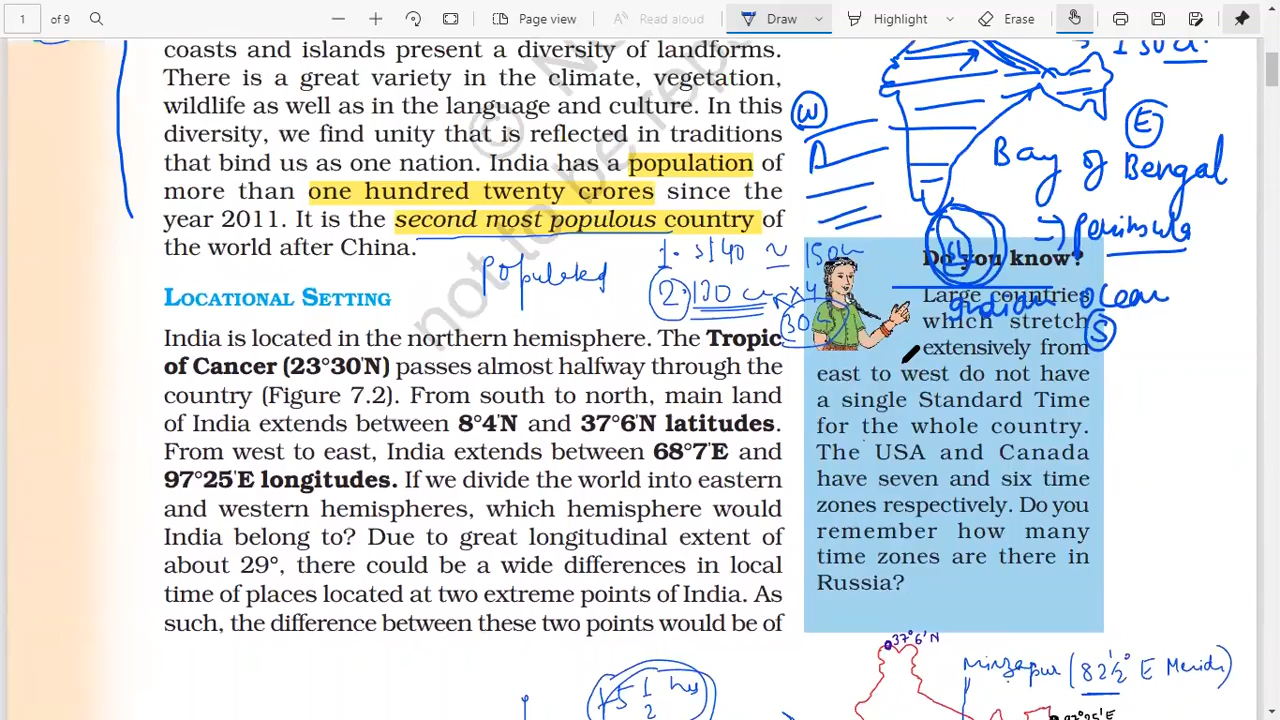 1 of 9 Page view Read aloud Draw Highlight Erase
coasts and islands present a diversity of landforms.
There is a great variety in the climate, vegetation,
wildlife as well as in the language and culture. In this
diversity, we find unity that is reflected in traditions
that bind us as one nation. India has a population of
more than one hundred twenty crores since the
year 2011. It is the second most populous country of
the world after China.
populated
2. 130 cr
LOCATIONAL SETTING
India is located in the northern hemisphere. The Tropic
of Cancer (23°30'N) passes almost halfway through the
country (Figure 7.2). From south to north, main land
of India extends between 8°4'N and 37°6'N latitudes.
From west to east, India extends between 68°7'E and
97°25'E longitudes. If we divide the world into eastern
and western hemispheres, which hemisphere would
India belong to? Due to great longitudinal extent of
about 29°, there could be a wide differences in local
time of places located at two extreme points of India. As
such, the difference between these two points would be of
W
E
A
Bay of Bengal
Peninsula
Indian ocean
S
Do you know?
Large countries
which stretch
extensively from
east to west do not have
a single Standard Time
for the whole country.
The USA and Canada
have seven and six time
zones respectively. Do you
remember how many
time zones are there in
Russia?
37°6'N
Mirzapur (82½° E Merid)
97°25'E